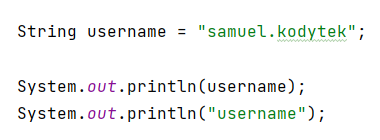 String username = "samuel.kodytek";
System.out.println(username);
System.out.println("username");